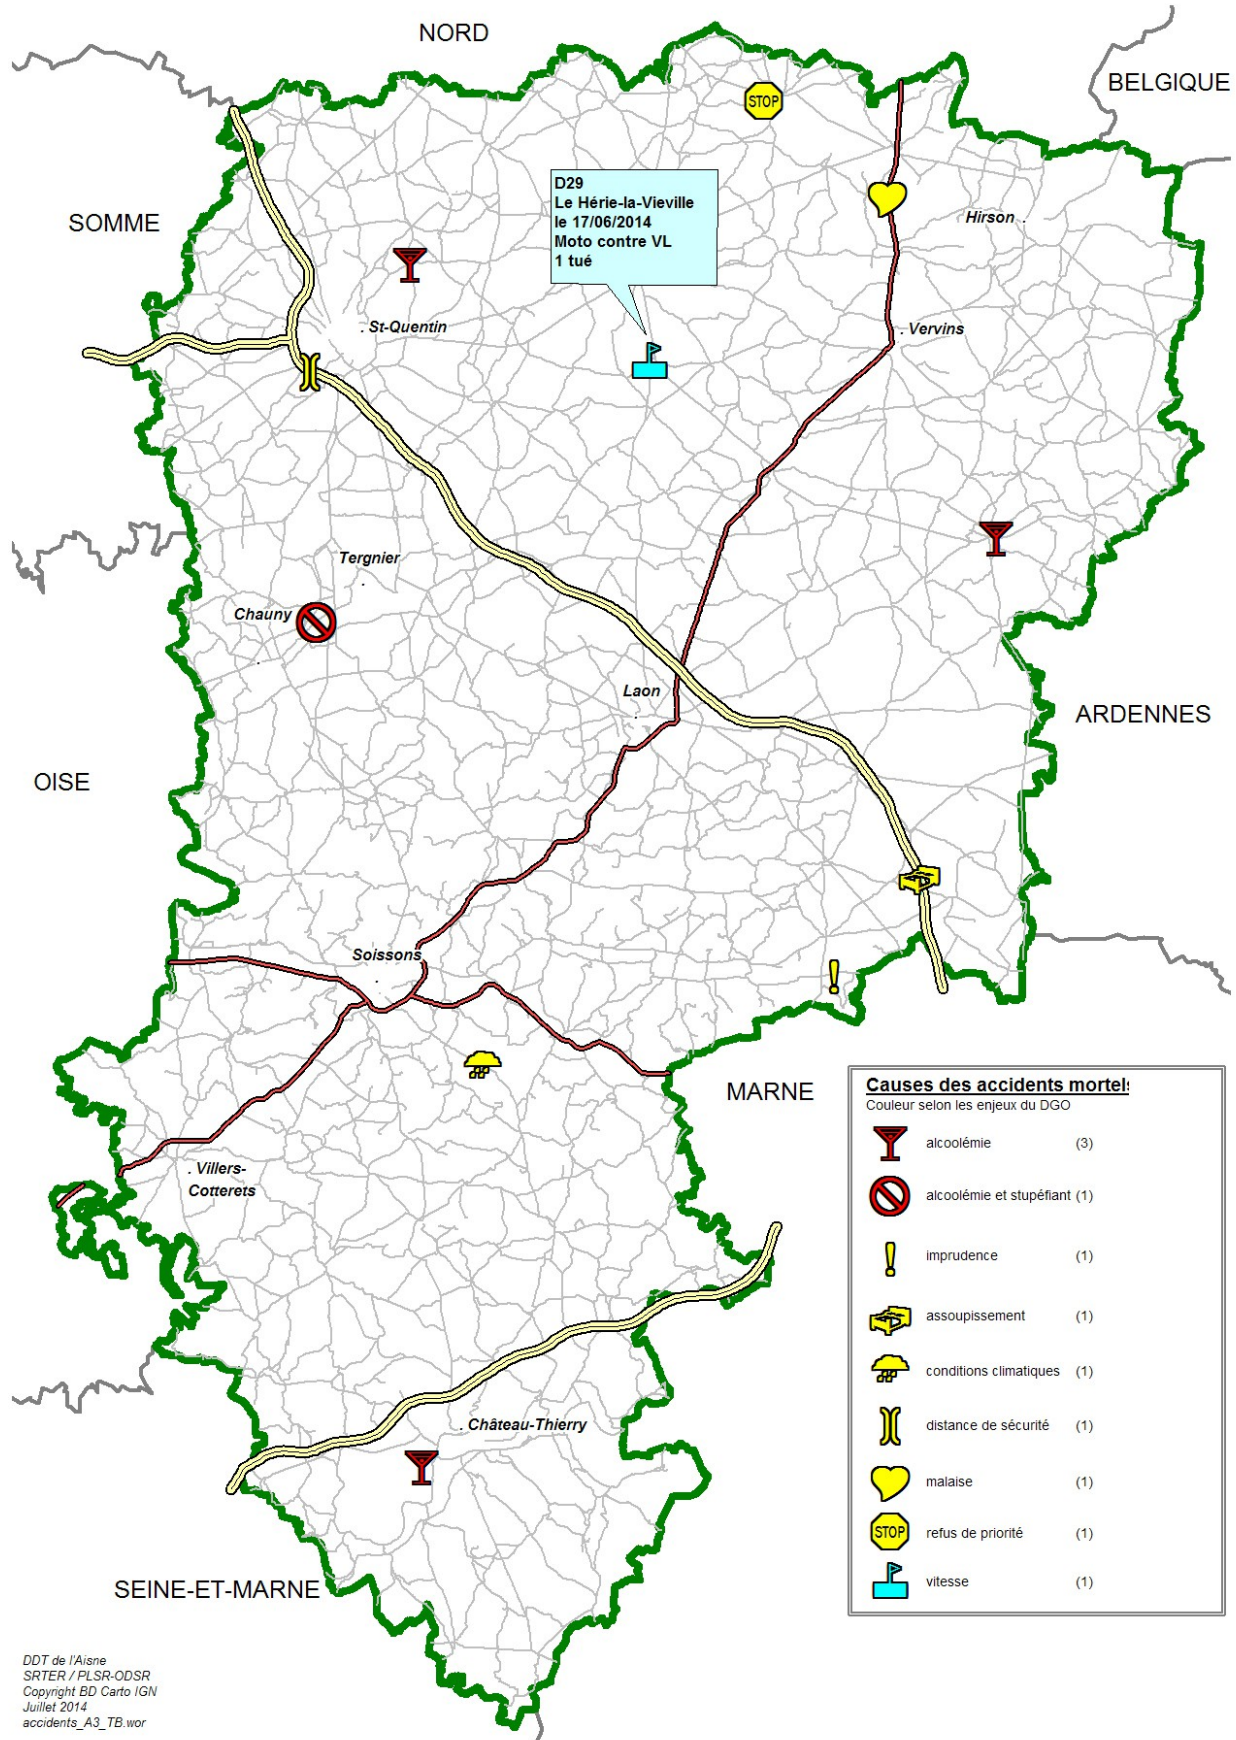 NORD
BELGIQUE
STOP
D29
Le Hérie-la-Vieville
le 17/06/2014
Moto contre VL
1 tué
SOMME
Hirson
St-Quentin
Vervins
Tergnier
Chauny
Laon
ARDENNES
OISE
Soissons
MARNE
Villers-
Cotterets
Château-Thierry
SEINE-ET-MARNE
Causes des accidents mortels
Couleur selon les enjeux du DGO
alcoolémie (3)
alcoolémie et stupéfiant (1)
imprudence (1)
assoupissement (1)
conditions climatiques (1)
distance de sécurité (1)
malaise (1)
STOP refus de priorité (1)
vitesse (1)
DDT de l'Aisne
SRTER / PLSR-ODSR
Copyright BD Carto IGN
Juillet 2014
accidents_A3_TB.wor